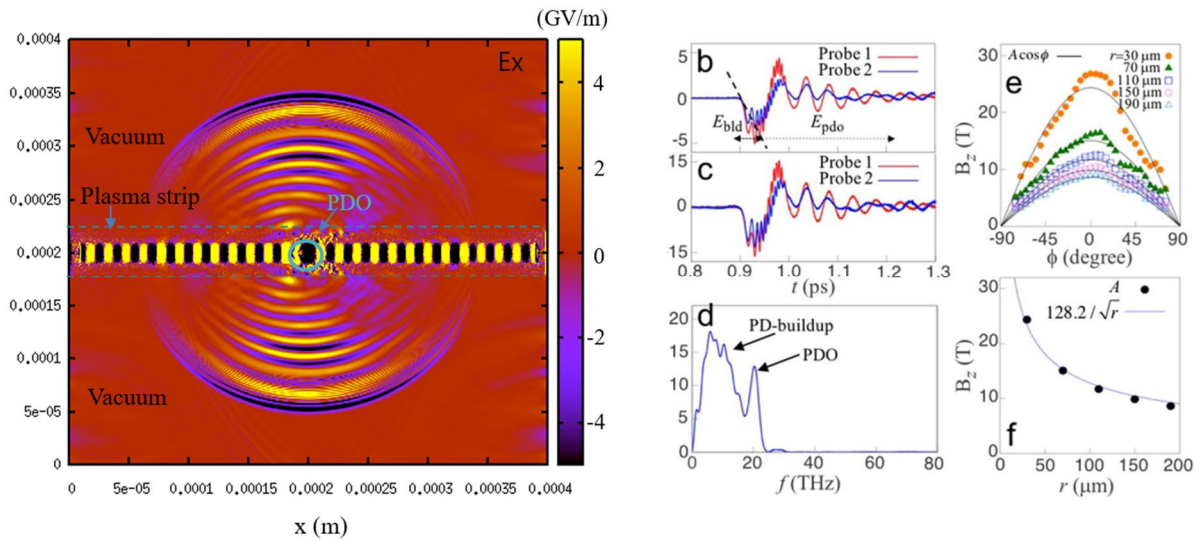 (GV/m)
0.0004
0.00035
0.0003
0.00025
0.0002
0.00015
0.0001
5e-05
0
Ex
Vacuum
Plasma strip
PDO
Vacuum
4
2
0
-2
-4
0 5e-05 0.0001 0.00015 0.0002 0.00025 0.0003 0.00035 0.0004
x (m)
b
5
0
-5
Probe 1
Probe 2
E_bld
E_pdo
c
15
0
15
Probe 1
Probe 2
0.8 0.9 1.0 1.1 1.2 1.3
t (ps)
d
20
15
10
5
0
PD-buildup
PDO
0 20 40 60 80
f (THz)
e
30
20
10
0
B_z (T)
Acosϕ
r=30 μm
70 μm
110 μm
150 μm
190 μm
-90 -45 0 45 90
ϕ (degree)
f
30
20
10
0
B_z (T)
A
128.2/√r
0 50 100 150 200
r (μm)